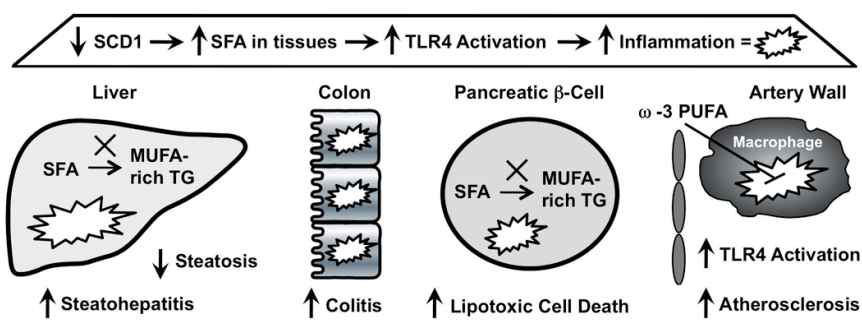 ↓ SCD1 → ↑ SFA in tissues → ↑ TLR4 Activation → ↑ Inflammation =
Liver
SFA → MUFA-
rich TG
↓ Steatosis
↑ Steatohepatitis
Colon
↑ Colitis
Pancreatic β-Cell
SFA → MUFA-
rich TG
↑ Lipotoxic Cell Death
Artery Wall
ω -3 PUFA
Macrophage
↑ TLR4 Activation
↑ Atherosclerosis